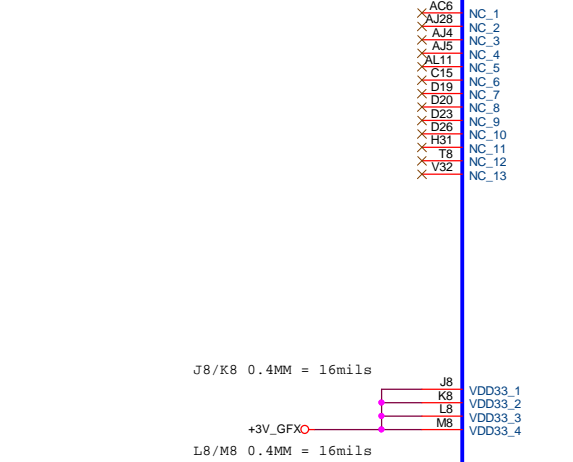 AC6 NC_1
AJ28 NC_2
AJ4 NC_3
AJ5 NC_4
AL11 NC_5
C15 NC_6
D19 NC_7
D20 NC_8
D23 NC_9
D26 NC_10
H31 NC_11
T8 NC_12
V32 NC_13
J8/K8 0.4MM = 16mils
J8 VDD33_1
K8 VDD33_2
L8 VDD33_3
+3V_GFX M8 VDD33_4
L8/M8 0.4MM = 16mils